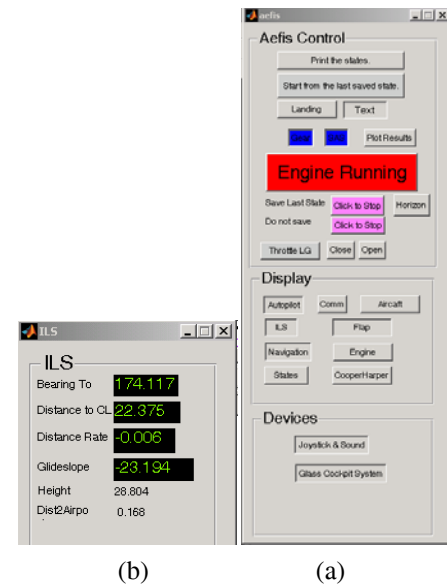 aefis
Aefis Control
Print the states.
Start from the last saved state.
Landing Text
Plot Results
Engine Running
Save Last State Click to Stop Horizon
Do not save Click to Stop
Throttle LG Close Open
Display
Autopilot Comm Aircaft
ILS Flap
Navigation Engine
States CooperHarper
Devices
Joystick & Sound
Glass Cockpit System
ILS
ILS
Bearing To 174.117
Distance to CL 22.375
Distance Rate -0.006
Glideslope -23.194
Height 28.804
Dist2Airpo 0.168
(b) (a)